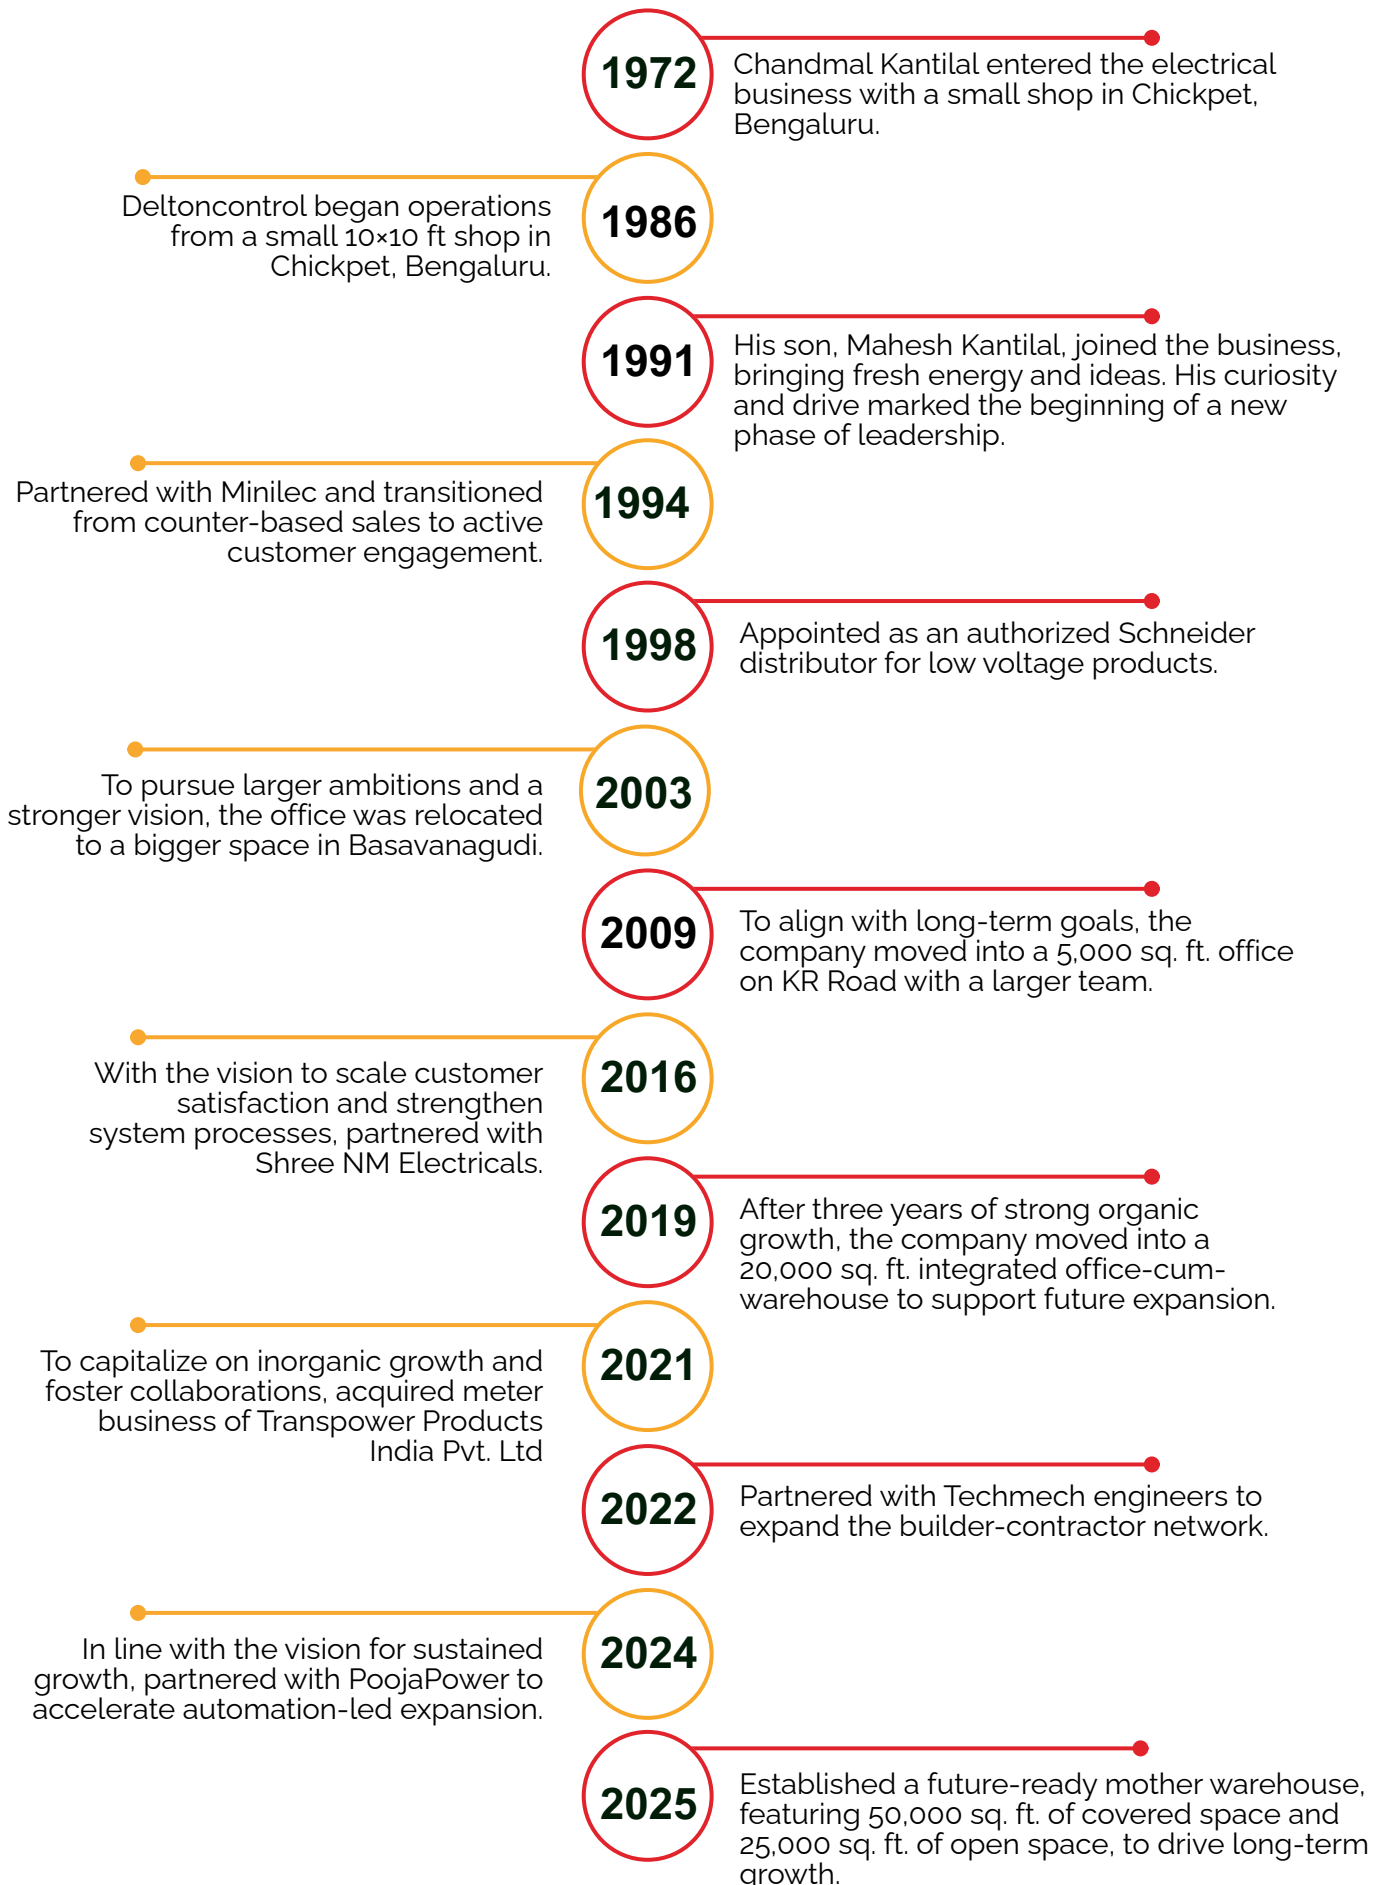 1972
Chandmal Kantilal entered the electrical
business with a small shop in Chickpet,
Bengaluru.
1986
Deltoncontrol began operations
from a small 10×10 ft shop in
Chickpet, Bengaluru.
1991
His son, Mahesh Kantilal, joined the business,
bringing fresh energy and ideas. His curiosity
and drive marked the beginning of a new
phase of leadership.
1994
Partnered with Minilec and transitioned
from counter-based sales to active
customer engagement.
1998
Appointed as an authorized Schneider
distributor for low voltage products.
2003
To pursue larger ambitions and a
stronger vision, the office was relocated
to a bigger space in Basavanagudi.
2009
To align with long-term goals, the
company moved into a 5,000 sq. ft. office
on KR Road with a larger team.
2016
With the vision to scale customer
satisfaction and strengthen
system processes, partnered with
Shree NM Electricals.
2019
After three years of strong organic
growth, the company moved into a
20,000 sq. ft. integrated office-cum-
warehouse to support future expansion.
2021
To capitalize on inorganic growth and
foster collaborations, acquired meter
business of Transpower Products
India Pvt. Ltd
2022
Partnered with Techmech engineers to
expand the builder-contractor network.
2024
In line with the vision for sustained
growth, partnered with PoojaPower to
accelerate automation-led expansion.
2025
Established a future-ready mother warehouse,
featuring 50,000 sq. ft. of covered space and
25,000 sq. ft. of open space, to drive long-term
growth.